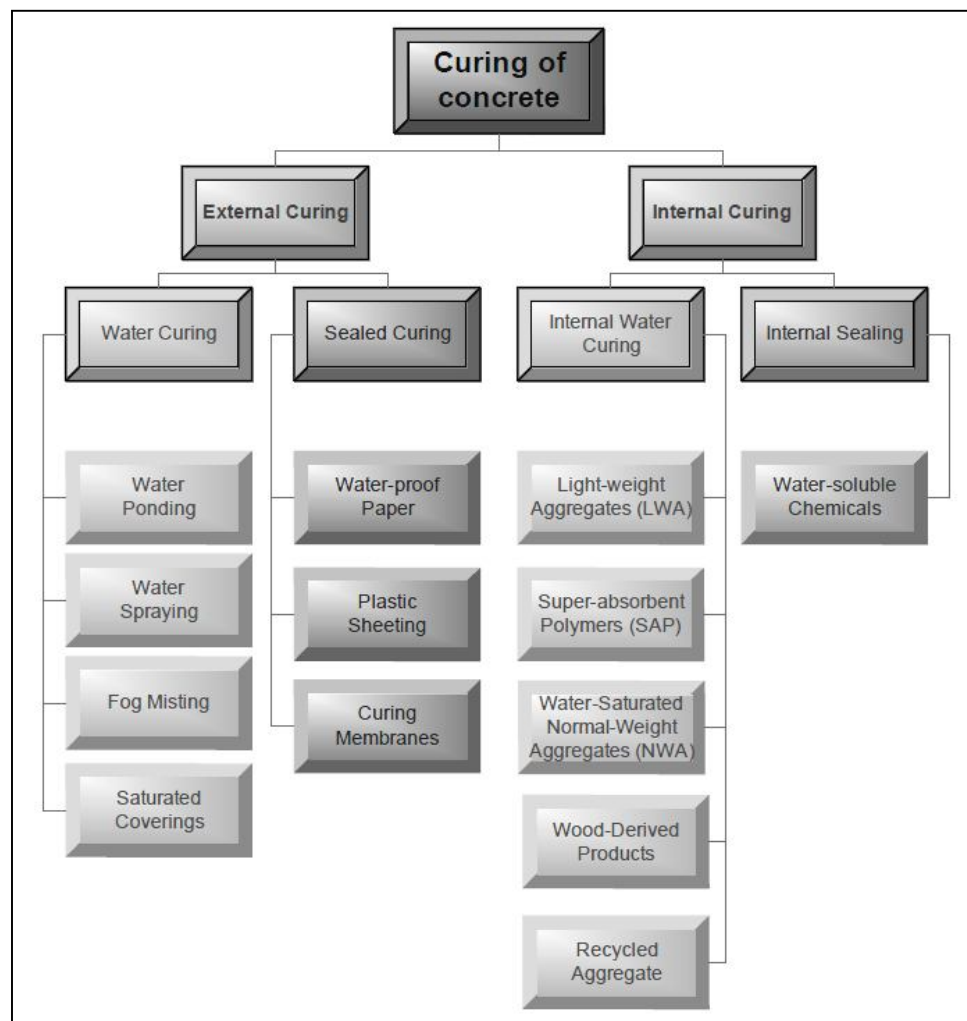 Curing of
concrete
External Curing
Internal Curing
Water Curing
Sealed Curing
Internal Water
Curing
Internal Sealing
Water
Ponding
Water-proof
Paper
Light-weight
Aggregates (LWA)
Water-soluble
Chemicals
Water
Spraying
Plastic
Sheeting
Super-absorbent
Polymers (SAP)
Fog Misting
Curing
Membranes
Water-Saturated
Normal-Weight
Aggregates (NWA)
Saturated
Coverings
Wood-Derived
Products
Recycled
Aggregate